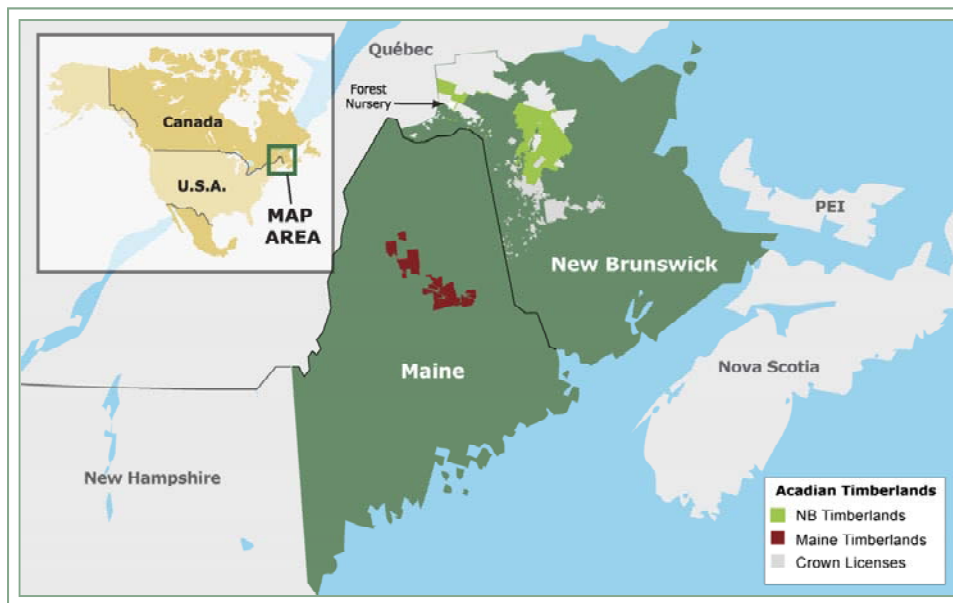 Canada
U.S.A.
MAP
AREA
Québec
Forest
Nursery
PEI
New Brunswick
Maine
Nova Scotia
New Hampshire
Acadian Timberlands
NB Timberlands
Maine Timberlands
Crown Licenses